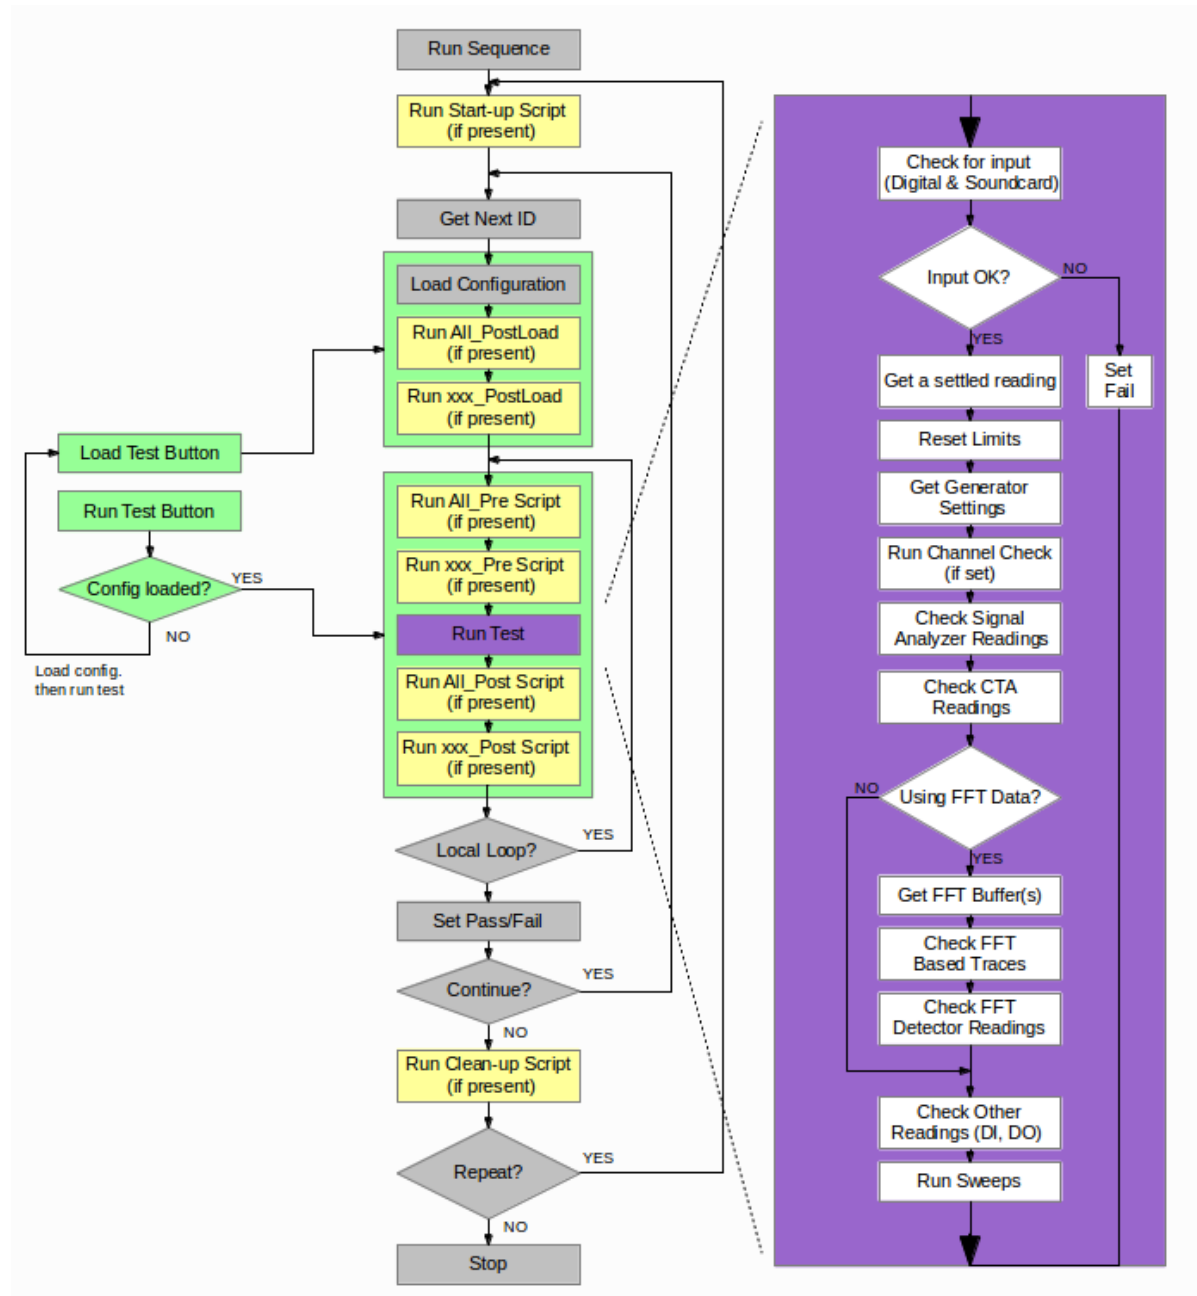 Run Sequence
Run Start-up Script
(if present)
Get Next ID
Load Configuration
Run All_PostLoad
(if present)
Run xxx_PostLoad
(if present)
Load Test Button
Run Test Button
Config loaded?
YES
NO
Load config.
then run test
Run All_Pre Script
(if present)
Run xxx_Pre Script
(if present)
Run Test
Run All_Post Script
(if present)
Run xxx_Post Script
(if present)
Local Loop?
YES
Set Pass/Fail
Continue?
YES
NO
Run Clean-up Script
(if present)
Repeat?
YES
NO
Stop
Check for input
(Digital & Soundcard)
Input OK?
NO
YES
Set
Fail
Get a settled reading
Reset Limits
Get Generator
Settings
Run Channel Check
(if set)
Check Signal
Analyzer Readings
Check CTA
Readings
Using FFT Data?
NO
YES
Get FFT Buffer(s)
Check FFT
Based Traces
Check FFT
Detector Readings
Check Other
Readings (DI, DO)
Run Sweeps